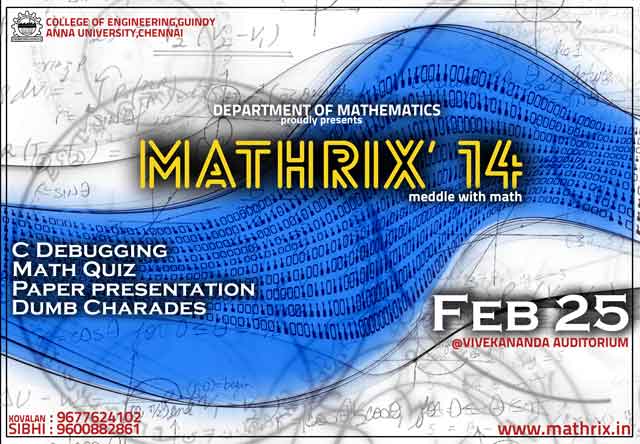 COLLEGE OF ENGINEERING,GUINDY
ANNA UNIVERSITY,CHENNAI
DEPARTMENT OF MATHEMATICS
proudly presents
MATHRIX' 14
meddle with math
C Debugging
Math Quiz
Paper presentation
Dumb Charades
Feb 25
@VIVEKANANDA AUDITORIUM
KOVALAN : 9677624102
SIBHI : 9600882861
www.mathrix.in